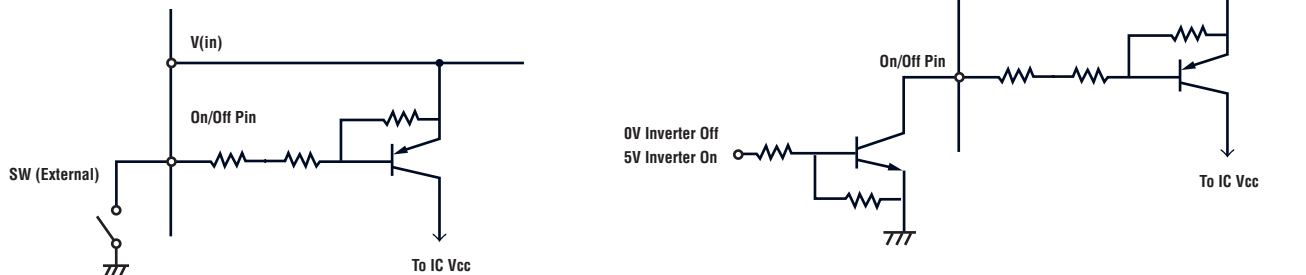 V(in)
On/Off Pin
SW (External)
To IC Vcc
On/Off Pin
0V Inverter Off
5V Inverter On
To IC Vcc